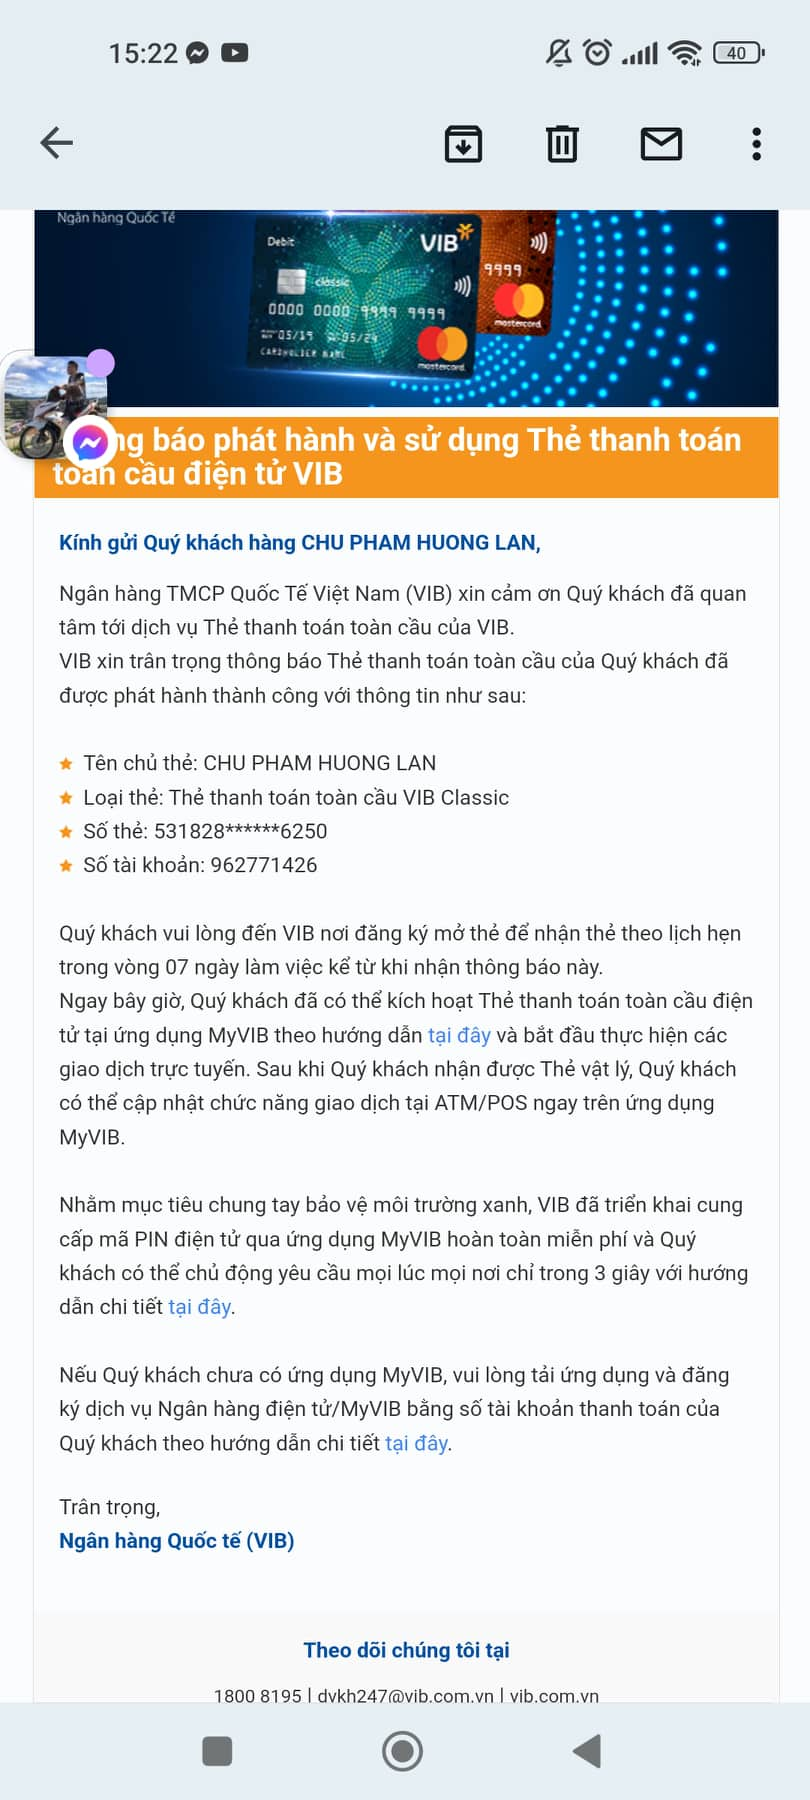 15:22
40
Ngân hàng Quốc Tế
Debit
VIB
classic
9999
0000 0000 9999 9999
05/19 05/24
CARDHOLDER NAME
mastercard.
mastercard.
báo phát hành và sử dụng Thẻ thanh toán
toàn cầu điện tử VIB
Kính gửi Quý khách hàng CHU PHAM HUONG LAN,
Ngân hàng TMCP Quốc Tế Việt Nam (VIB) xin cảm ơn Quý khách đã quan
tâm tới dịch vụ Thẻ thanh toán toàn cầu của VIB.
VIB xin trân trọng thông báo Thẻ thanh toán toàn cầu của Quý khách đã
được phát hành thành công với thông tin như sau:
Tên chủ thẻ: CHU PHAM HUONG LAN
Loại thẻ: Thẻ thanh toán toàn cầu VIB Classic
Số thẻ: 531828******6250
Số tài khoản: 962771426
Quý khách vui lòng đến VIB nơi đăng ký mở thẻ để nhận thẻ theo lịch hẹn
trong vòng 07 ngày làm việc kể từ khi nhận thông báo này.
Ngay bây giờ, Quý khách đã có thể kích hoạt Thẻ thanh toán toàn cầu điện
tử tại ứng dụng MyVIB theo hướng dẫn tại đây và bắt đầu thực hiện các
giao dịch trực tuyến. Sau khi Quý khách nhận được Thẻ vật lý, Quý khách
có thể cập nhật chức năng giao dịch tại ATM/POS ngay trên ứng dụng
MyVIB.
Nhằm mục tiêu chung tay bảo vệ môi trường xanh, VIB đã triển khai cung
cấp mã PIN điện tử qua ứng dụng MyVIB hoàn toàn miễn phí và Quý
khách có thể chủ động yêu cầu mọi lúc mọi nơi chỉ trong 3 giây với hướng
dẫn chi tiết tại đây.
Nếu Quý khách chưa có ứng dụng MyVIB, vui lòng tải ứng dụng và đăng
ký dịch vụ Ngân hàng điện tử/MyVIB bằng số tài khoản thanh toán của
Quý khách theo hướng dẫn chi tiết tại đây.
Trân trọng,
Ngân hàng Quốc tế (VIB)
Theo dõi chúng tôi tại
1800 8195 | dvkh247@vib.com.vn | vib.com.vn